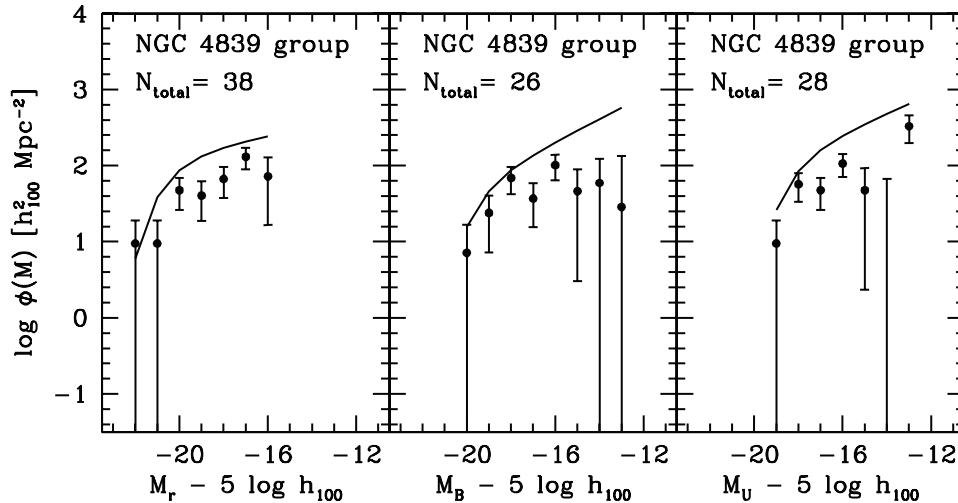 4
3
2
1
0
−1
log ϕ(M) [h²₁₀₀ Mpc⁻²]
NGC 4839 group
N_total = 38
−20 −16 −12
M_r − 5 log h₁₀₀
NGC 4839 group
N_total = 26
−20 −16 −12
M_B − 5 log h₁₀₀
NGC 4839 group
N_total = 28
−20 −16 −12
M_U − 5 log h₁₀₀